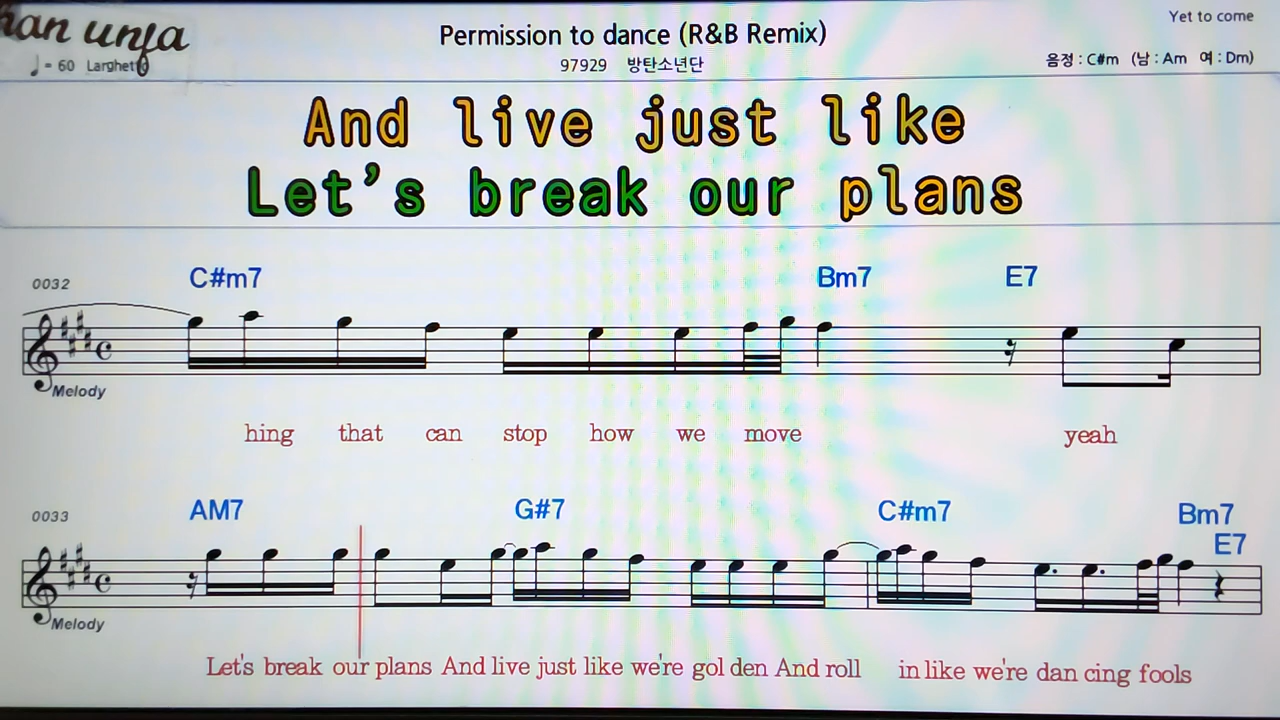 han unfa
Yet to come
Permission to dance (R&B Remix)
♩= 60 Larghetto
97929 방탄소년단
음정 : C#m (남 : Am 여 : Dm)
And live just like
Let's break our plans
0032
C#m7 Bm7 E7
Melody
hing that can stop how we move yeah
0033
AM7 G#7 C#m7 Bm7
E7
Melody
Let's break our plans And live just like we're gol den And roll in like we're dan cing fools